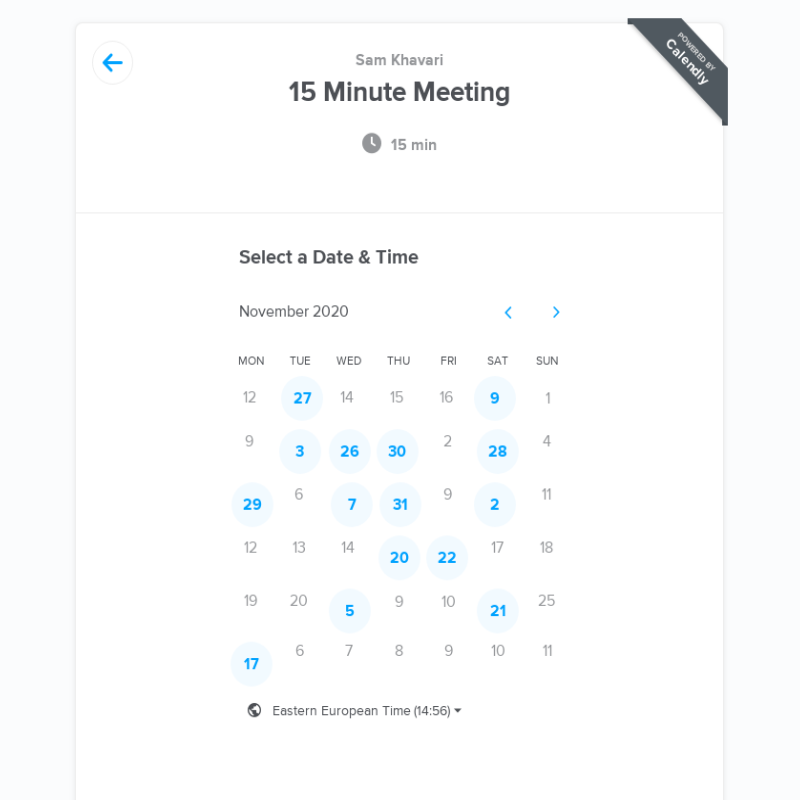 Sam Khavari
15 Minute Meeting
15 min
POWERED BY
Calendly
Select a Date & Time
November 2020
MON TUE WED THU FRI SAT SUN
12 27 14 15 16 9 1
9 3 26 30 2 28 4
29 6 7 31 9 2 11
12 13 14 20 22 17 18
19 20 5 9 10 21 25
17 6 7 8 9 10 11
Eastern European Time (14:56)